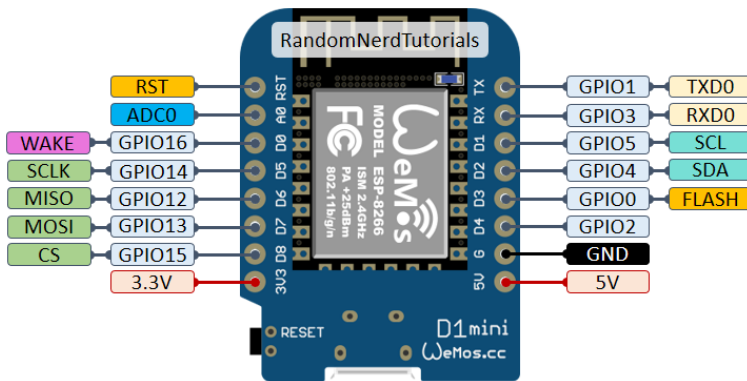 RandomNerdTutorials
RST RST TX GPIO1 TXD0
ADC0 A0 RX GPIO3 RXD0
WAKE GPIO16 D0 D1 GPIO5 SCL
SCLK GPIO14 D5 D2 GPIO4 SDA
MISO GPIO12 D6 D3 GPIO0 FLASH
MOSI GPIO13 D7 D4 GPIO2
CS GPIO15 D8 G GND
3.3V 3V3 5V 5V
WeMos
MODEL ESP-8266
ISM 2.4GHz
PA +25dBm
802.11b/g/n
FC
RESET
D1mini
WeMos.cc